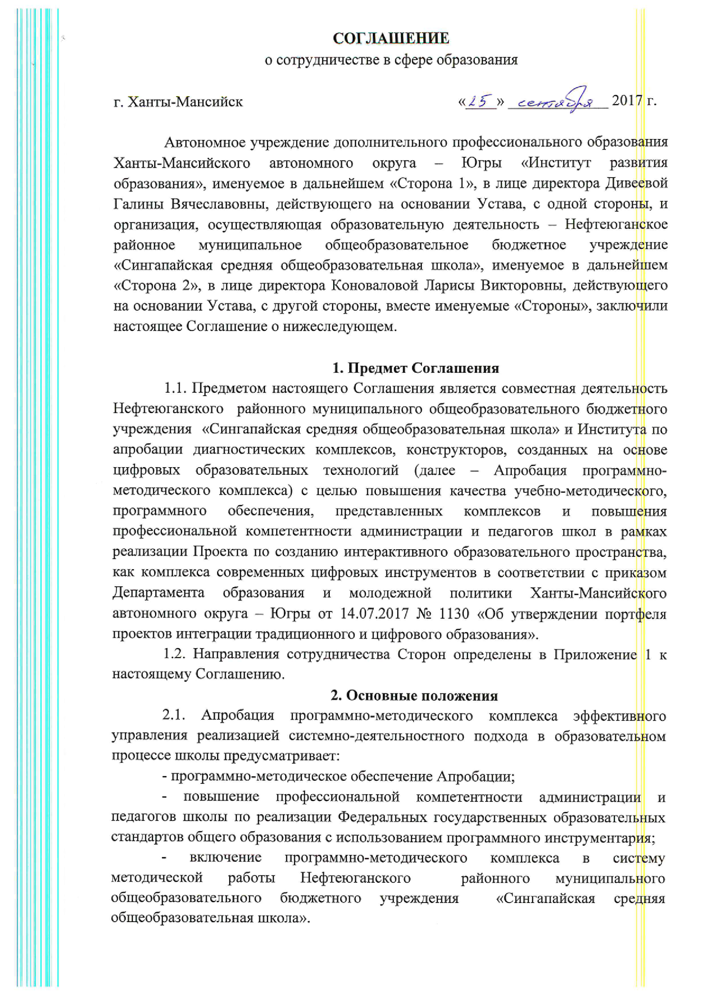 СОГЛАШЕНИЕ
о сотрудничестве в сфере образования
г. Ханты-Мансийск «25» сентября 2017 г.
Автономное учреждение дополнительного профессионального образования
Ханты-Мансийского автономного округа – Югры «Институт развития
образования», именуемое в дальнейшем «Сторона 1», в лице директора Дивеевой
Галины Вячеславовны, действующего на основании Устава, с одной стороны, и
организация, осуществляющая образовательную деятельность – Нефтеюганское
районное муниципальное общеобразовательное бюджетное учреждение
«Сингапайская средняя общеобразовательная школа», именуемое в дальнейшем
«Сторона 2», в лице директора Коноваловой Ларисы Викторовны, действующего
на основании Устава, с другой стороны, вместе именуемые «Стороны», заключили
настоящее Соглашение о нижеследующем.
1. Предмет Соглашения
1.1. Предметом настоящего Соглашения является совместная деятельность
Нефтеюганского районного муниципального общеобразовательного бюджетного
учреждения «Сингапайская средняя общеобразовательная школа» и Института по
апробации диагностических комплексов, конструкторов, созданных на основе
цифровых образовательных технологий (далее – Апробация программно-
методического комплекса) с целью повышения качества учебно-методического,
программного обеспечения, представленных комплексов и повышения
профессиональной компетентности администрации и педагогов школ в рамках
реализации Проекта по созданию интерактивного образовательного пространства,
как комплекса современных цифровых инструментов в соответствии с приказом
Департамента образования и молодежной политики Ханты-Мансийского
автономного округа – Югры от 14.07.2017 № 1130 «Об утверждении портфеля
проектов интеграции традиционного и цифрового образования».
1.2. Направления сотрудничества Сторон определены в Приложение 1 к
настоящему Соглашению.
2. Основные положения
2.1. Апробация программно-методического комплекса эффективного
управления реализацией системно-деятельностного подхода в образовательном
процессе школы предусматривает:
- программно-методическое обеспечение Апробации;
- повышение профессиональной компетентности администрации и
педагогов школы по реализации Федеральных государственных образовательных
стандартов общего образования с использованием программного инструментария;
- включение программно-методического комплекса в систему
методической работы Нефтеюганского районного муниципального
общеобразовательного бюджетного учреждения «Сингапайская средняя
общеобразовательная школа».